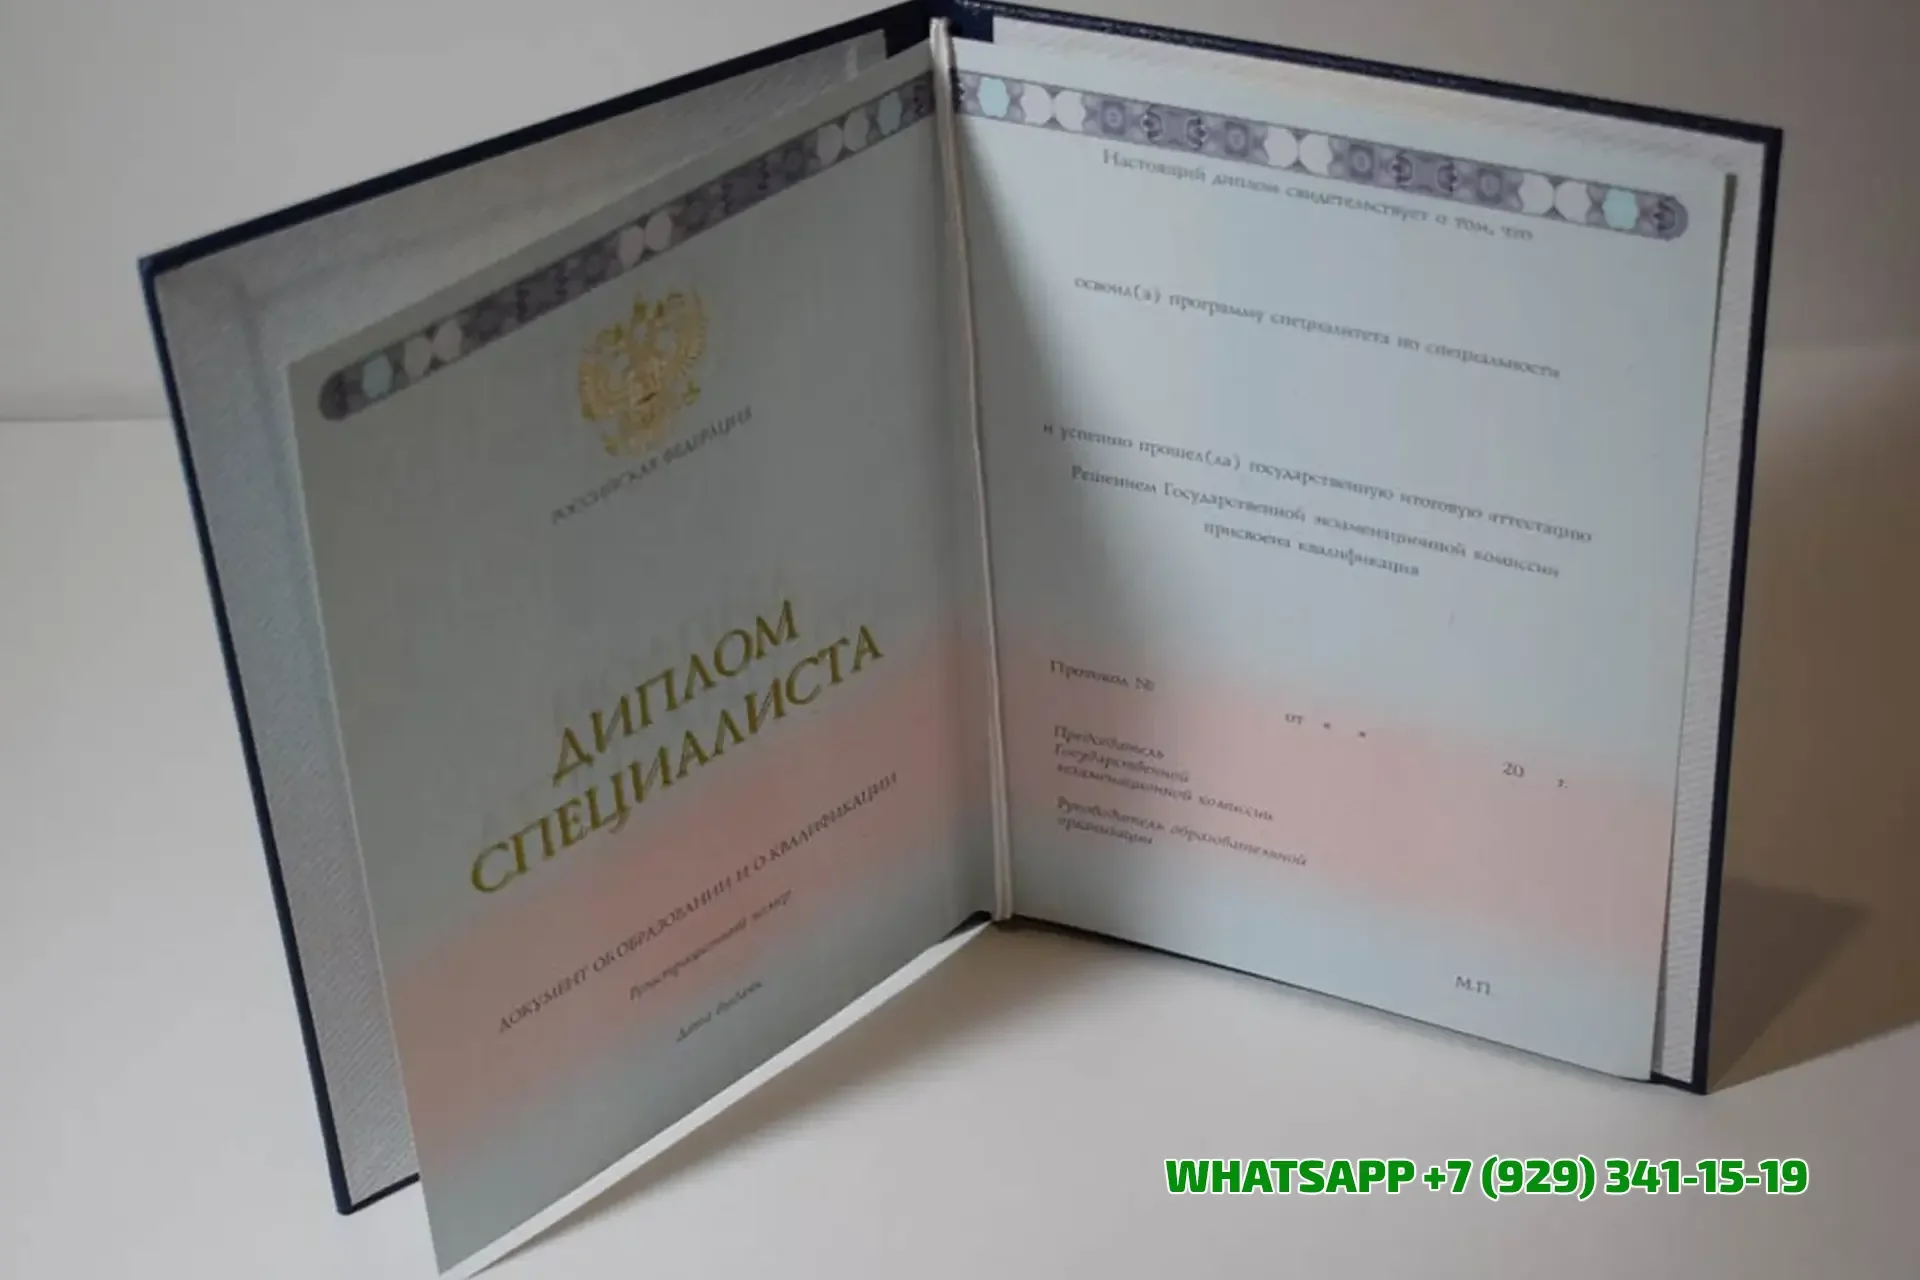 РОССИЙСКАЯ ФЕДЕРАЦИЯ
ДИПЛОМ
СПЕЦИАЛИСТА
ДОКУМЕНТ ОБ ОБРАЗОВАНИИ И О КВАЛИФИКАЦИИ
Регистрационный номер
Дата выдачи
Настоящий диплом свидетельствует о том, что
освоил(а) программу специалитета по специальности
и успешно прошел(ла) государственную итоговую аттестацию
Решением Государственной экзаменационной комиссии
присвоена квалификация
Протокол №
от « »
20 г.
Председатель
Государственной
экзаменационной комиссии
Руководитель образовательной
организации
М.П.
WHATSAPP +7 (929) 341-15-19